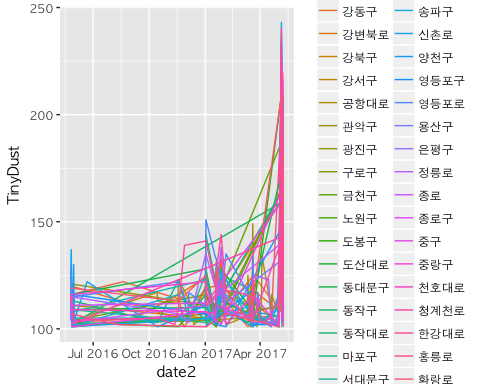 250
200
150
100
TinyDust
Jul 2016 Oct 2016 Jan 2017 Apr 2017
date2
강동구
강변북로
강북구
강서구
공항대로
관악구
광진구
구로구
금천구
노원구
도봉구
도산대로
동대문구
동작구
동작대로
마포구
서대문구
송파구
신촌로
양천구
영등포구
영등포로
용산구
은평구
정릉로
종로
종로구
중구
중랑구
천호대로
청계천로
한강대로
홍릉로
화랑로